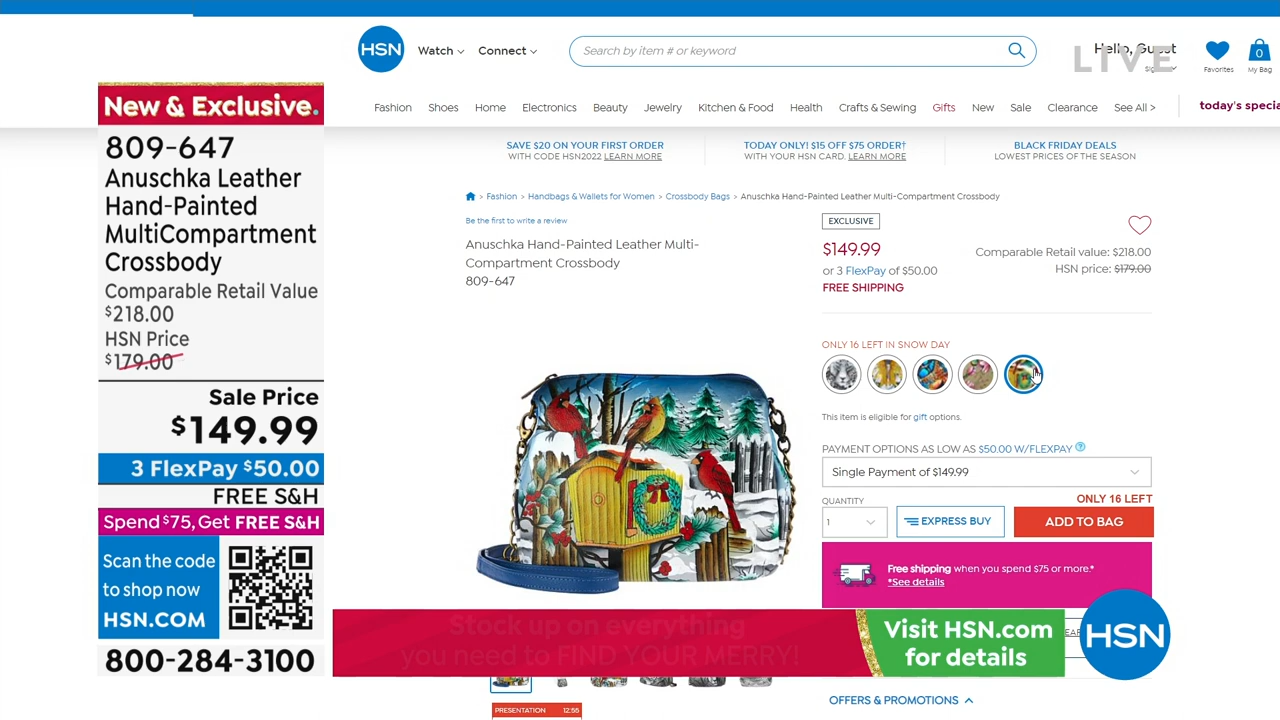 HSN
Watch
Connect
Search by item # or keyword
Hello, Guest
LIVE
Favorites
0
My Bag
Fashion
Shoes
Home
Electronics
Beauty
Jewelry
Kitchen & Food
Health
Crafts & Sewing
Gifts
New
Sale
Clearance
See All >
today's specia
SAVE $20 ON YOUR FIRST ORDER
WITH CODE HSN2022 LEARN MORE
TODAY ONLY! $15 OFF $75 ORDER†
WITH YOUR HSN CARD. LEARN MORE
BLACK FRIDAY DEALS
LOWEST PRICES OF THE SEASON
> Fashion > Handbags & Wallets for Women > Crossbody Bags > Anuschka Hand-Painted Leather Multi-Compartment Crossbody
New & Exclusive.
809-647
Anuschka Leather
Hand-Painted
MultiCompartment
Crossbody
Comparable Retail Value
$218.00
HSN Price
$179.00
Sale Price
$149.99
3 FlexPay $50.00
FREE S&H
Spend $75, Get FREE S&H
Scan the code
to shop now
HSN.COM
800-284-3100
Be the first to write a review
Anuschka Hand-Painted Leather Multi-
Compartment Crossbody
809-647
EXCLUSIVE
$149.99
or 3 FlexPay of $50.00
FREE SHIPPING
Comparable Retail value: $218.00
HSN price: $179.00
ONLY 16 LEFT IN SNOW DAY
This item is eligible for gift options.
PAYMENT OPTIONS AS LOW AS $50.00 W/FLEXPAY ?
Single Payment of $149.99
QUANTITY
ONLY 16 LEFT
1
EXPRESS BUY
ADD TO BAG
Free shipping when you spend $75 or more.*
*See details
Stock up on everything
you need to FIND YOUR MERRY!
Visit HSN.com
for details
HSN
PRESENTATION 12:55
OFFERS & PROMOTIONS